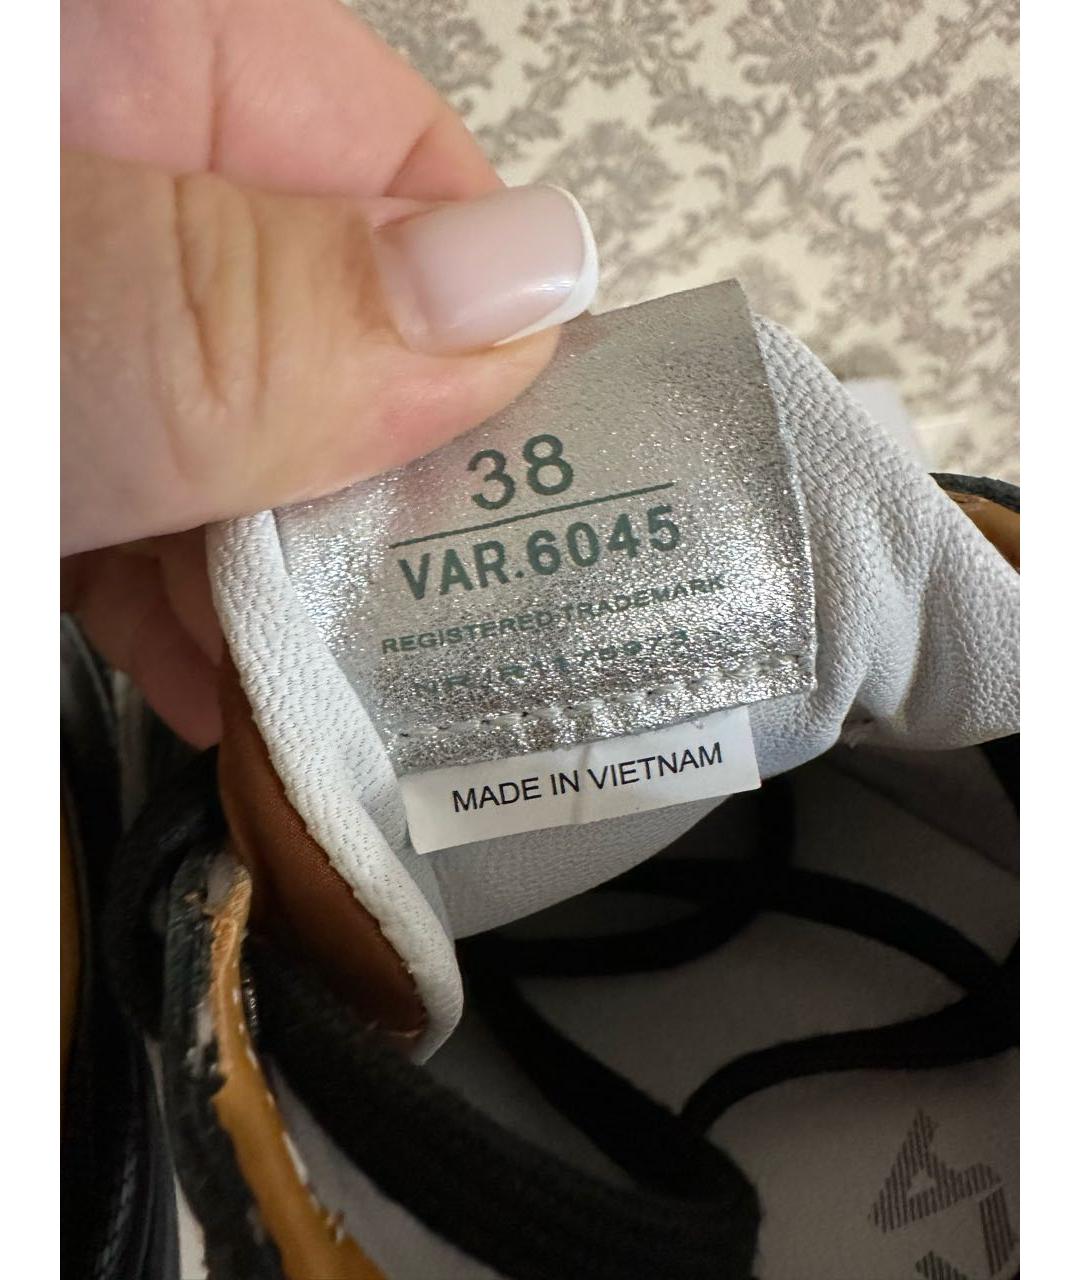 38
VAR.6045
REGISTERED TRADEMARK
MADE IN VIETNAM